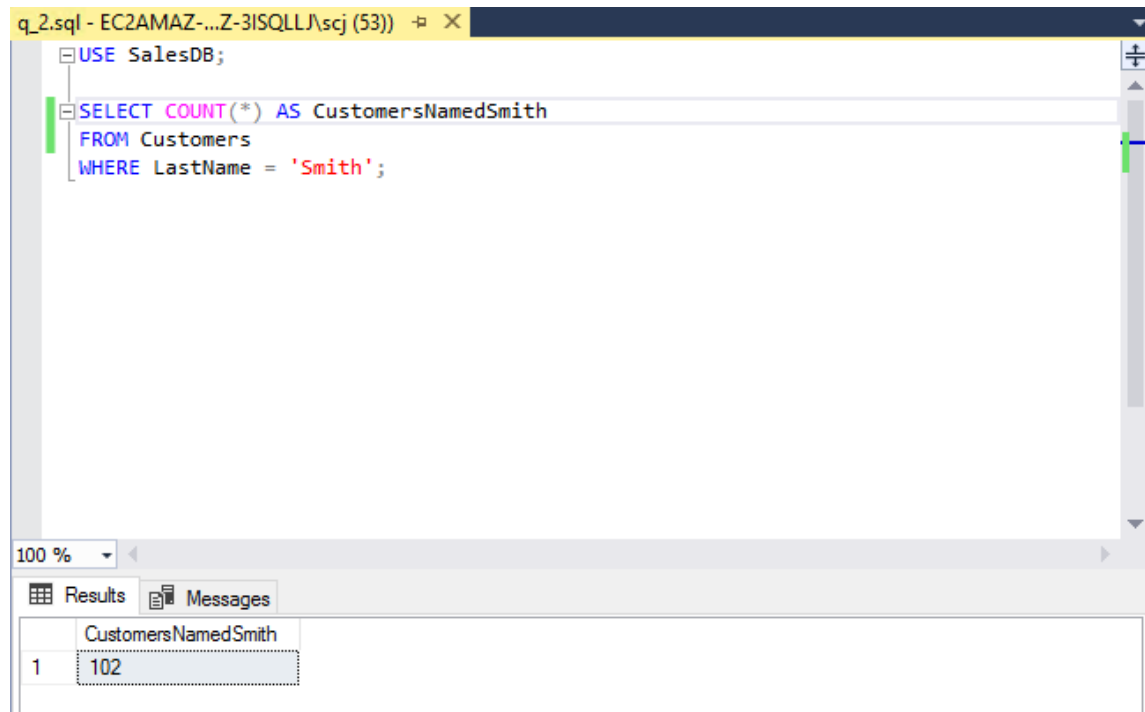 q_2.sql - EC2AMAZ-...Z-3ISQLLJ\scj (53))
USE SalesDB;
SELECT COUNT(*) AS CustomersNamedSmith
FROM Customers
WHERE LastName = 'Smith';
100 %
Results Messages
CustomersNamedSmith
1 102